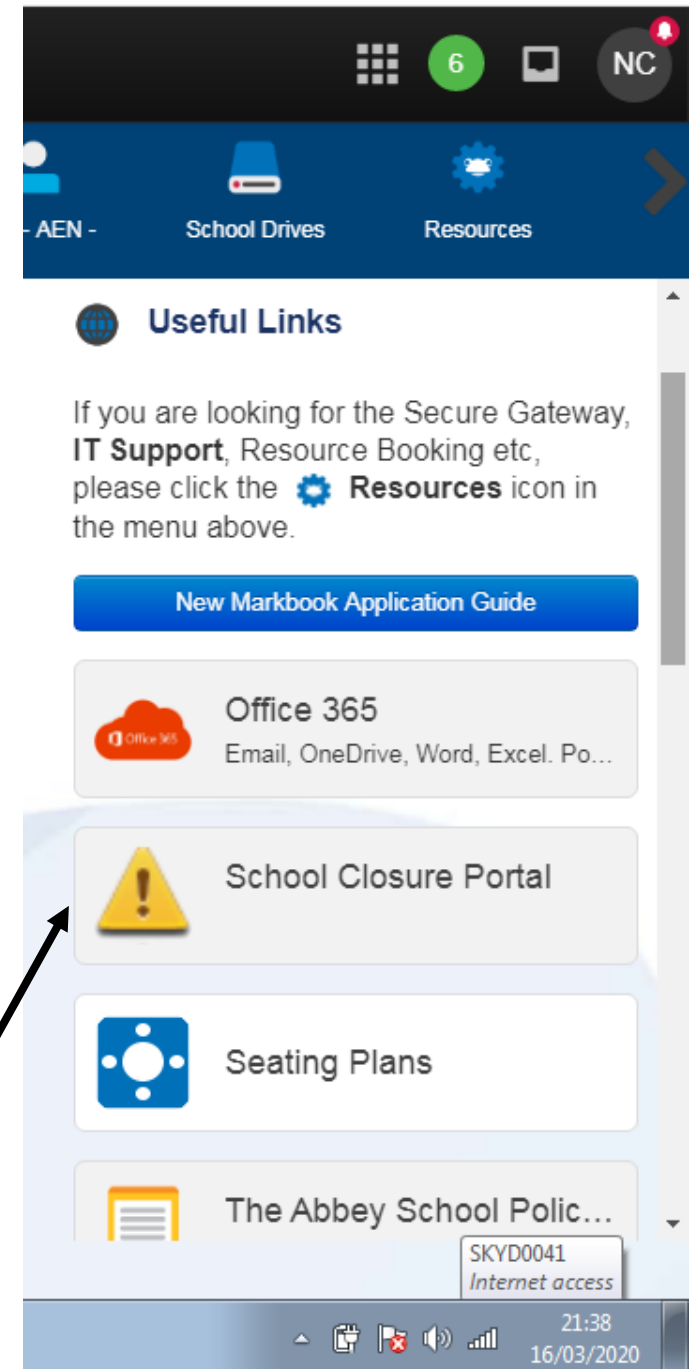 6
NC
- AEN -
School Drives
Resources
Useful Links
If you are looking for the Secure Gateway,
IT Support, Resource Booking etc,
please click the Resources icon in
the menu above.
New Markbook Application Guide
Office 365
Office 365
Email, OneDrive, Word, Excel. Po...
School Closure Portal
Seating Plans
The Abbey School Polic...
SKYD0041
Internet access
21:38
16/03/2020